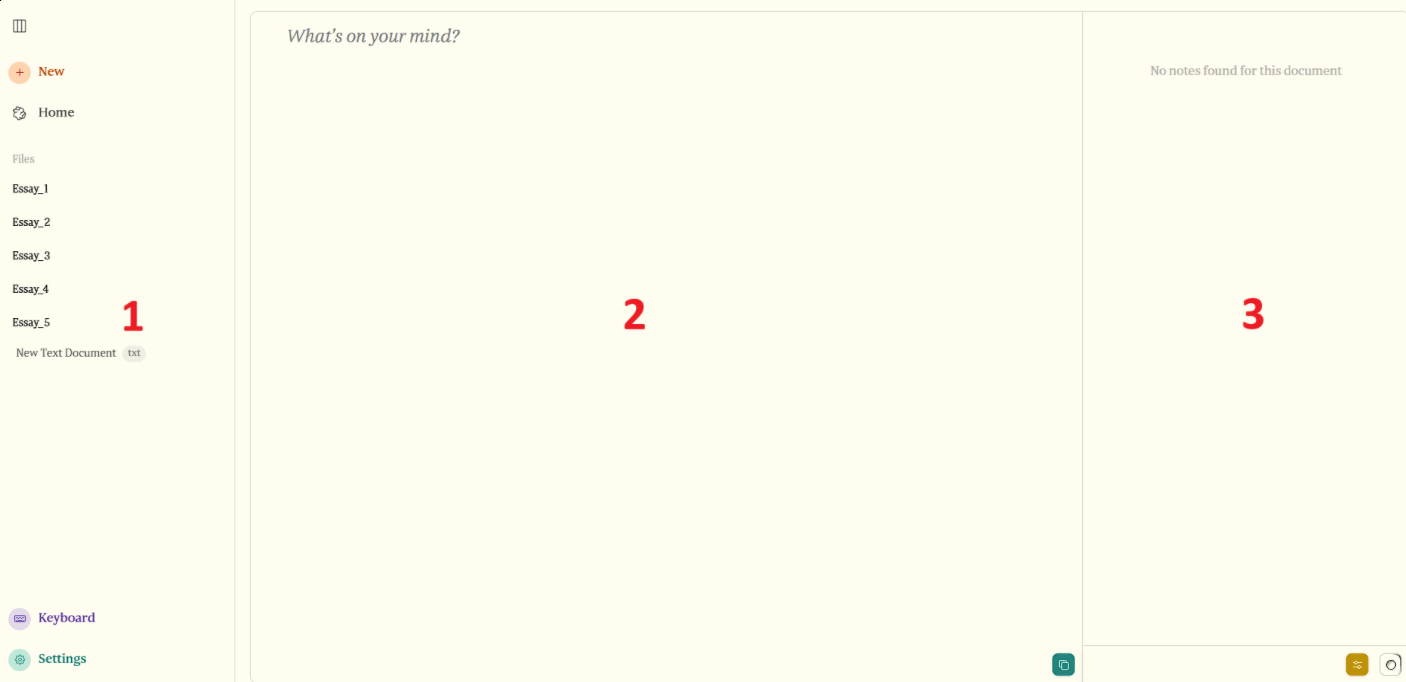 New
Home
Files
Essay_1
Essay_2
Essay_3
Essay_4
Essay_5
New Text Document txt
Keyboard
Settings
1
What's on your mind?
2
No notes found for this document
3